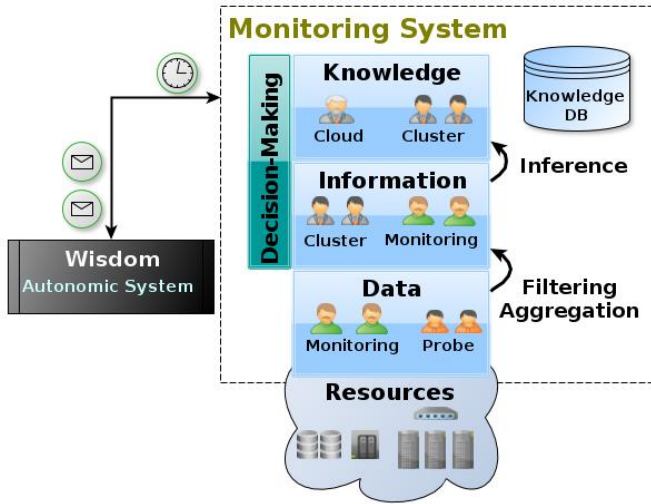 Monitoring System
Knowledge
Cloud
Cluster
Knowledge
DB
Decision-Making
Inference
Information
Cluster
Monitoring
Wisdom
Autonomic System
Data
Monitoring
Probe
Filtering
Aggregation
Resources